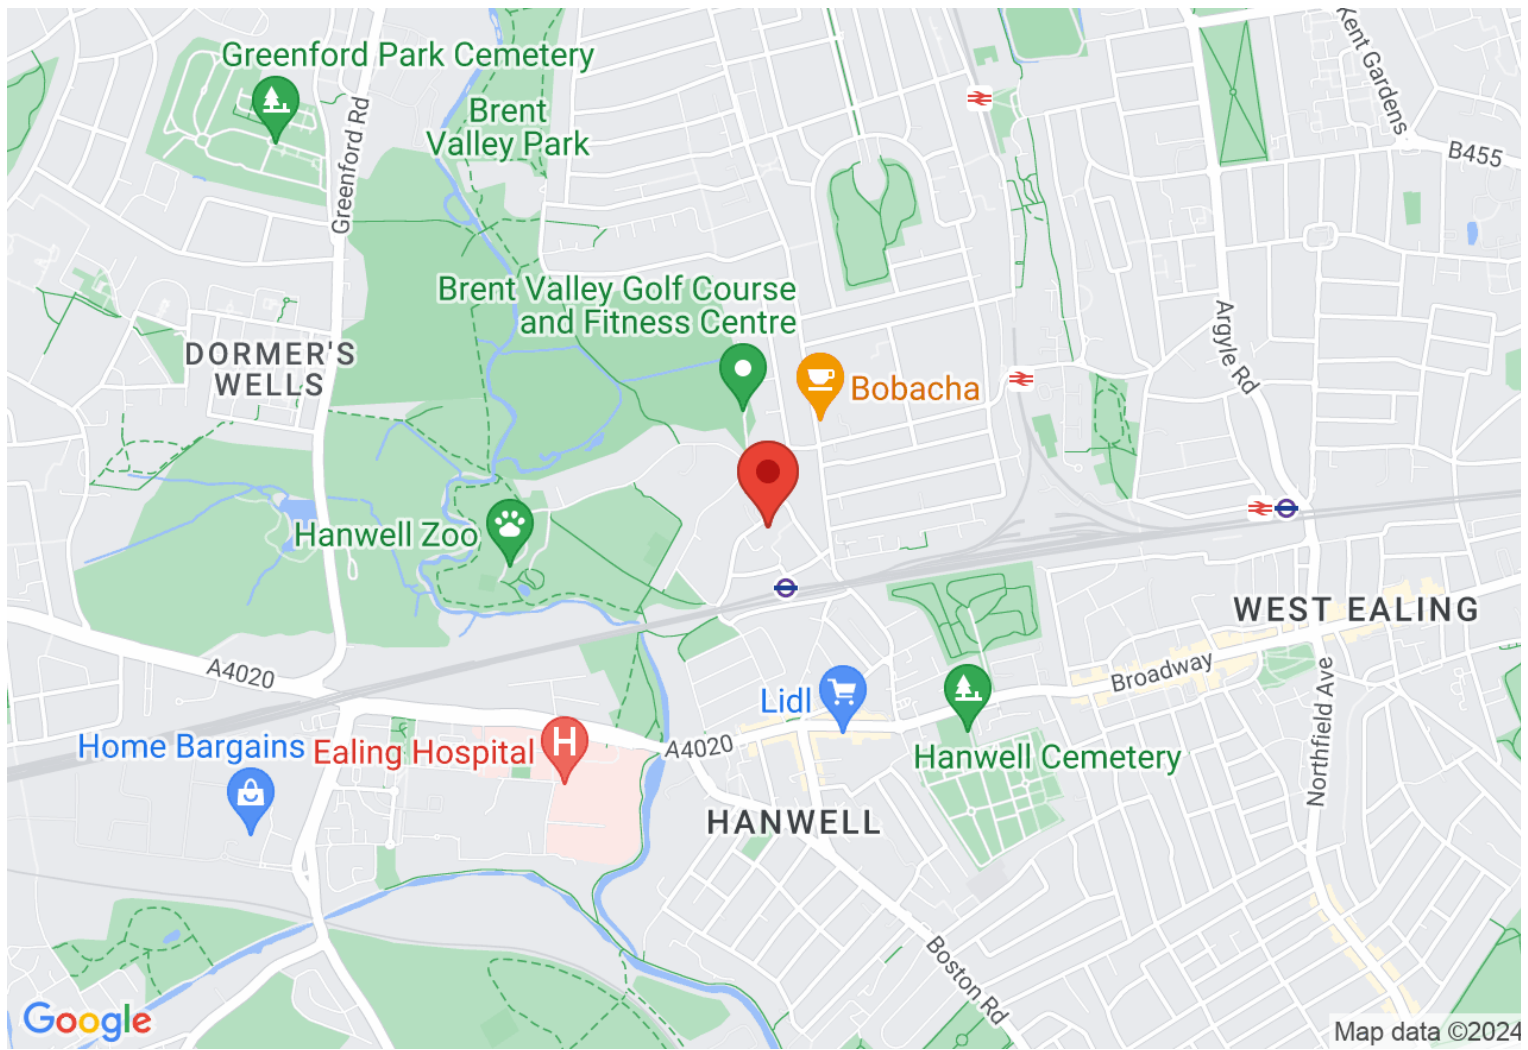 Greenford Park Cemetery
Brent
Valley Park
Greenford Rd
Kent Gardens
B455
Brent Valley Golf Course
and Fitness Centre
DORMER'S
WELLS
Argyle Rd
Bobacha
Hanwell Zoo
WEST EALING
A4020
Broadway
Lidl
Home Bargains
Ealing Hospital
H
A4020
Hanwell Cemetery
Northfield Ave
HANWELL
Boston Rd
Google
Map data ©2024